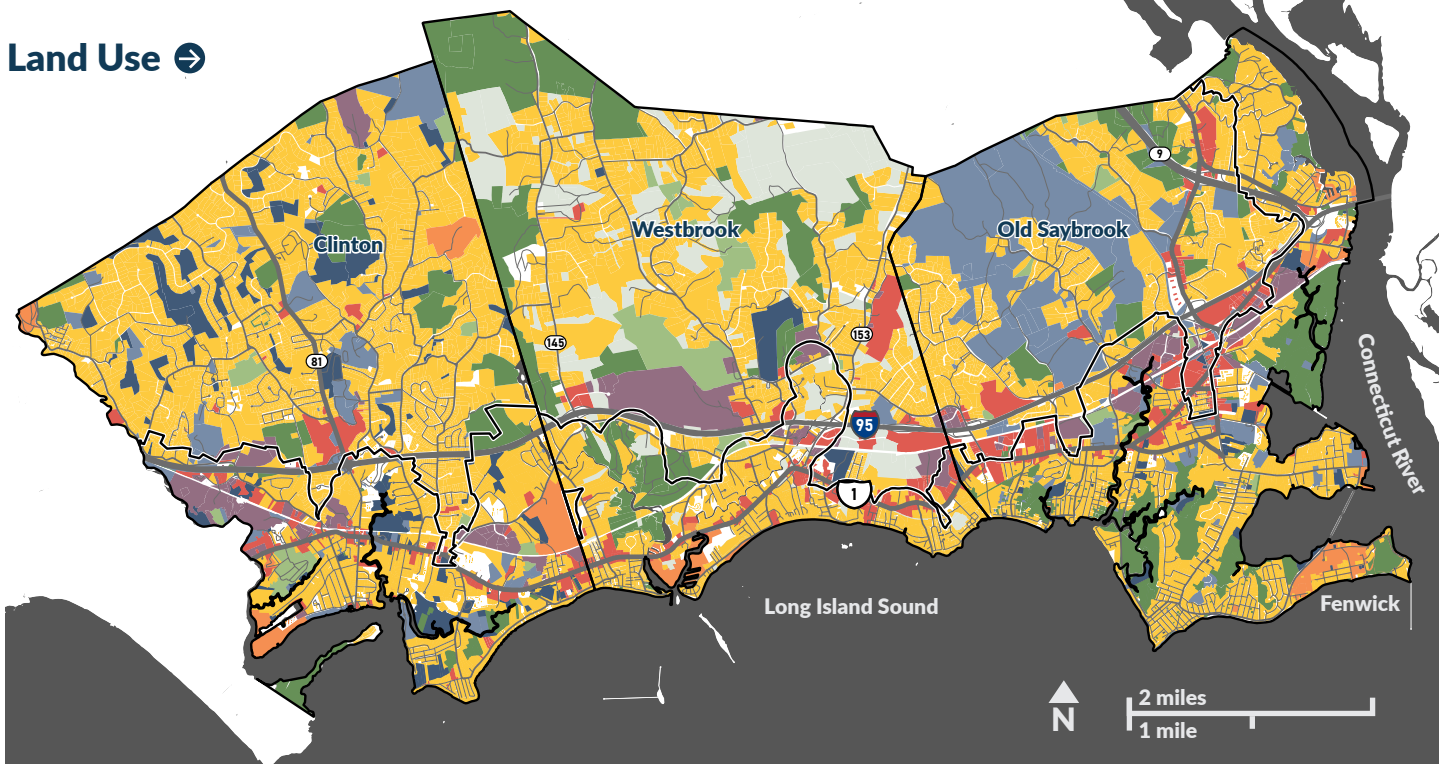 Land Use
9
Clinton
Westbrook
Old Saybrook
145
153
81
Connecticut River
95
1
Long Island Sound
Fenwick
2 miles
N
1 mile